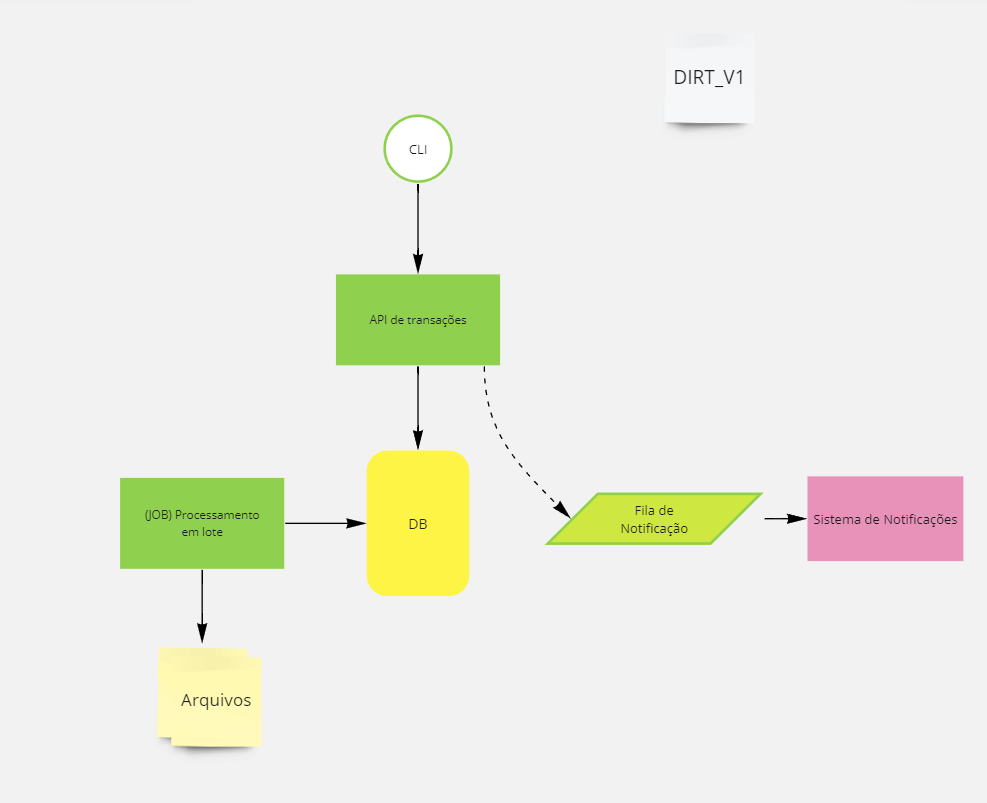 DIRT_V1
CLI
API de transações
(JOB) Processamento
em lote
DB
Fila de
Notificação
Sistema de Notificações
Arquivos